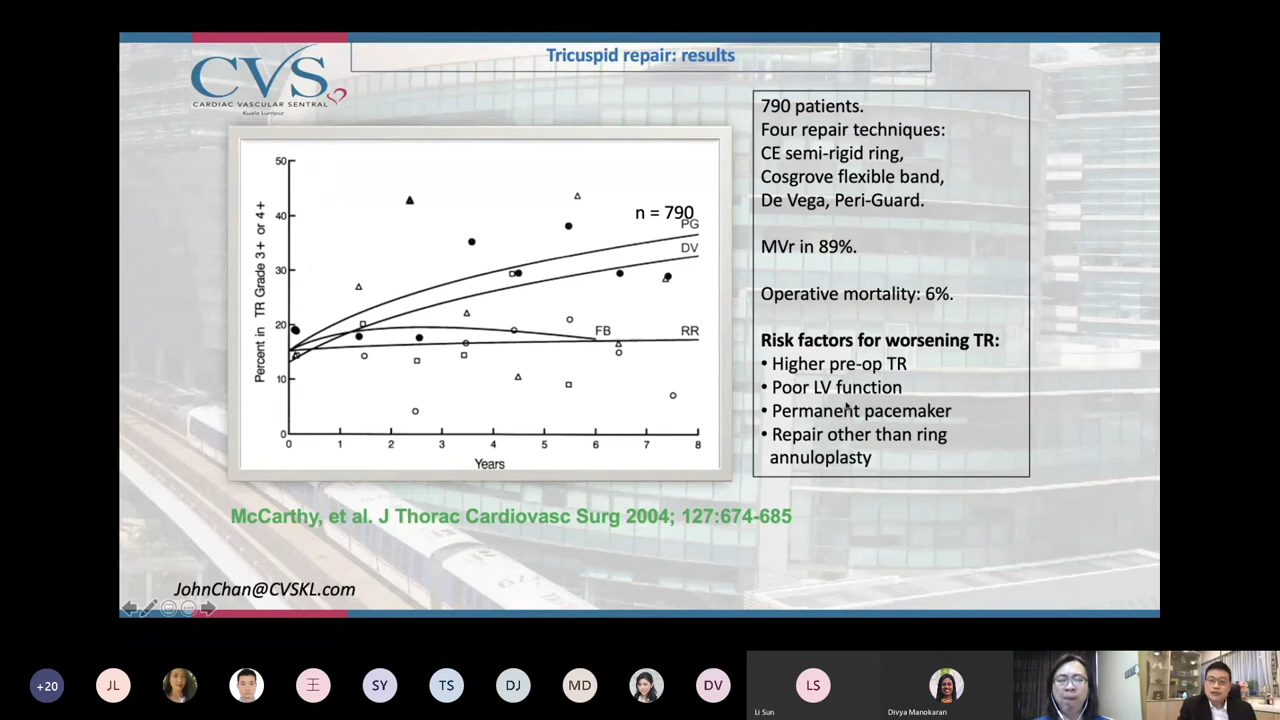 Tricuspid repair: results
CVS
CARDIAC VASCULAR SENTRAL
Kuala Lumpur
50
40
30
20
10
0
Percent in TR Grade 3+ or 4+
n = 790
PG
DV
FB
RR
0 1 2 3 4 5 6 7 8
Years
790 patients.
Four repair techniques:
CE semi-rigid ring,
Cosgrove flexible band,
De Vega, Peri-Guard.
MVr in 89%.
Operative mortality: 6%.
Risk factors for worsening TR:
• Higher pre-op TR
• Poor LV function
• Permanent pacemaker
• Repair other than ring
annuloplasty
McCarthy, et al. J Thorac Cardiovasc Surg 2004; 127:674-685
JohnChan@CVSKL.com
+20
JL
王
SY
TS
DJ
MD
DV
LS
Li Sun
Divya Manokaran